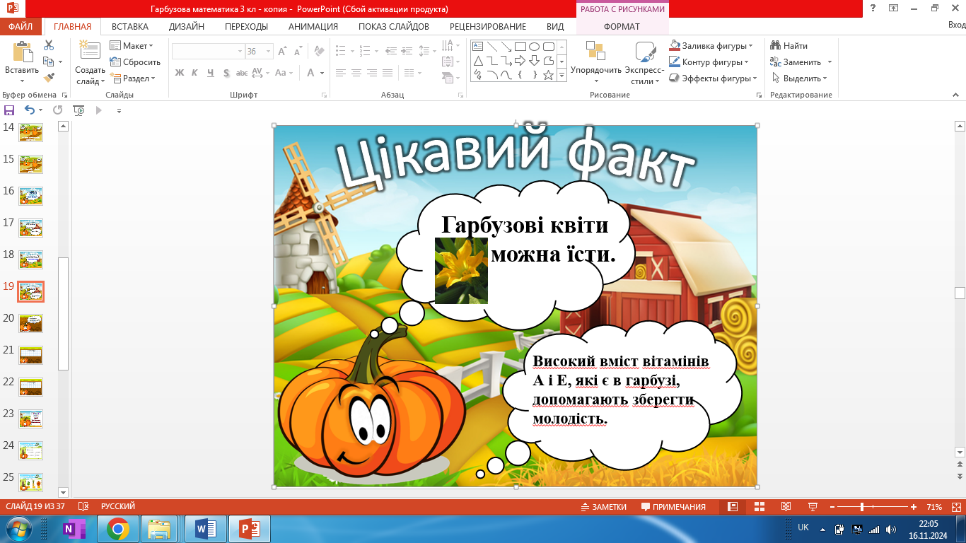 Гарбузова математика 3 кл - копия - PowerPoint (Сбой активации продукта)
РАБОТА С РИСУНКАМИ
ФАЙЛ ГЛАВНАЯ ВСТАВКА ДИЗАЙН ПЕРЕХОДЫ АНИМАЦИЯ ПОКАЗ СЛАЙДОВ РЕЦЕНЗИРОВАНИЕ ВИД ФОРМАТ Вход
Вставить
Создать слайд
Макет
Сбросить
Раздел
36
Ж К Ч S abc AV Aa A
Упорядочить
Экспресс-стили
Заливка фигуры
Контур фигуры
Эффекты фигуры
Найти
Заменить
Выделить
Буфер обмена Слайды Шрифт Абзац Рисование Редактирование
14
15
16
17
18
19
20
21
22
23
24
25
Цікавий факт
Гарбузові квіти
можна їсти.
Високий вміст вітамінів
А і Е, які є в гарбузі,
допомагають зберегти
молодість.
СЛАЙД 19 ИЗ 37 РУССКИЙ ЗАМЕТКИ ПРИМЕЧАНИЯ 71%
UK
22:05
16.11.2024